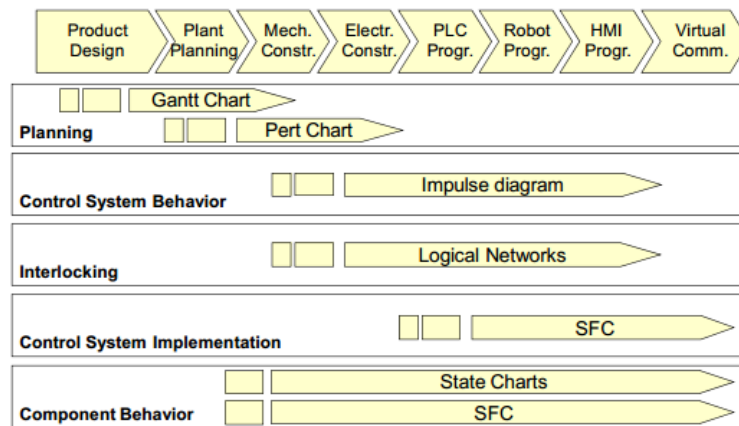 Product
Design
Plant
Planning
Mech.
Constr.
Electr.
Constr.
PLC
Progr.
Robot
Progr.
HMI
Progr.
Virtual
Comm.
Gantt Chart
Pert Chart
Planning
Impulse diagram
Control System Behavior
Logical Networks
Interlocking
SFC
Control System Implementation
State Charts
SFC
Component Behavior